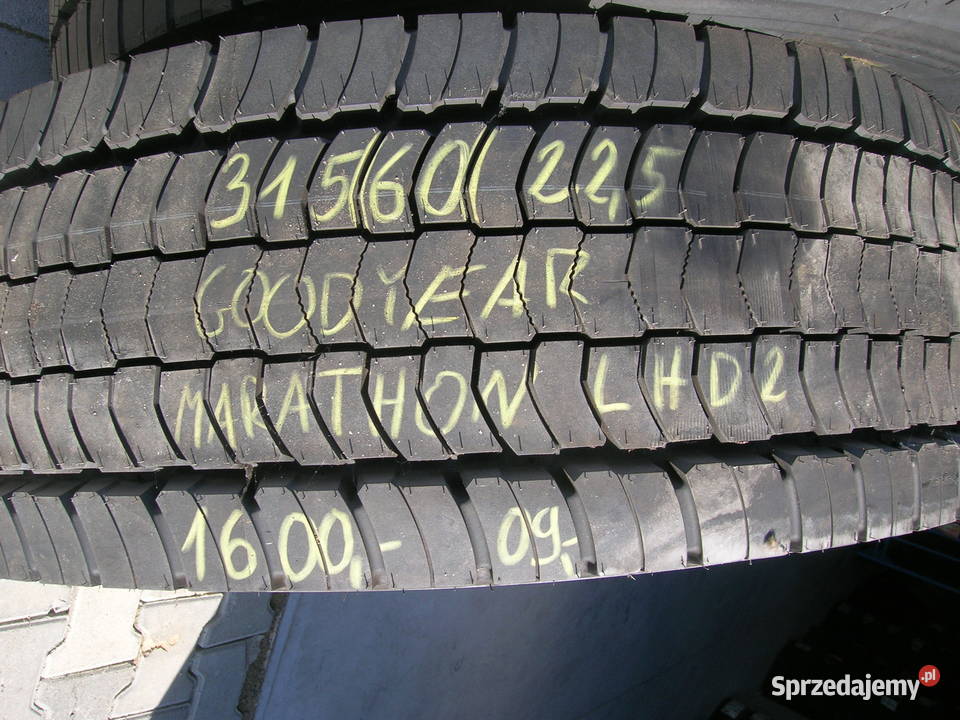 315/60/ 22,5
GOODYEAR
MARATHON LHD2
1600,- 09,-
Sprzedajemy.pl